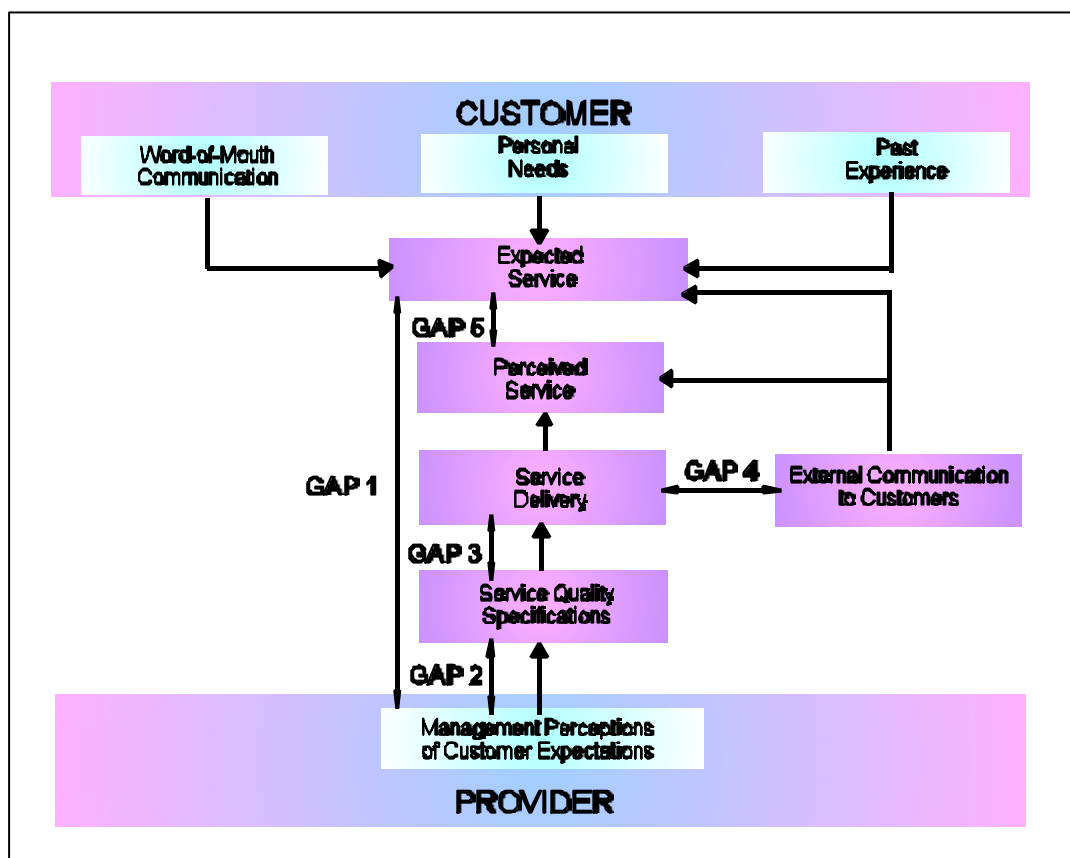 CUSTOMER
Word-of-Mouth
Communication
Personal
Needs
Past
Experience
Expected
Service
GAP 5
Perceived
Service
GAP 1
Service
Delivery
GAP 4
External Communication
to Customers
GAP 3
Service Quality
Specifications
GAP 2
Management Perceptions
of Customer Expectations
PROVIDER